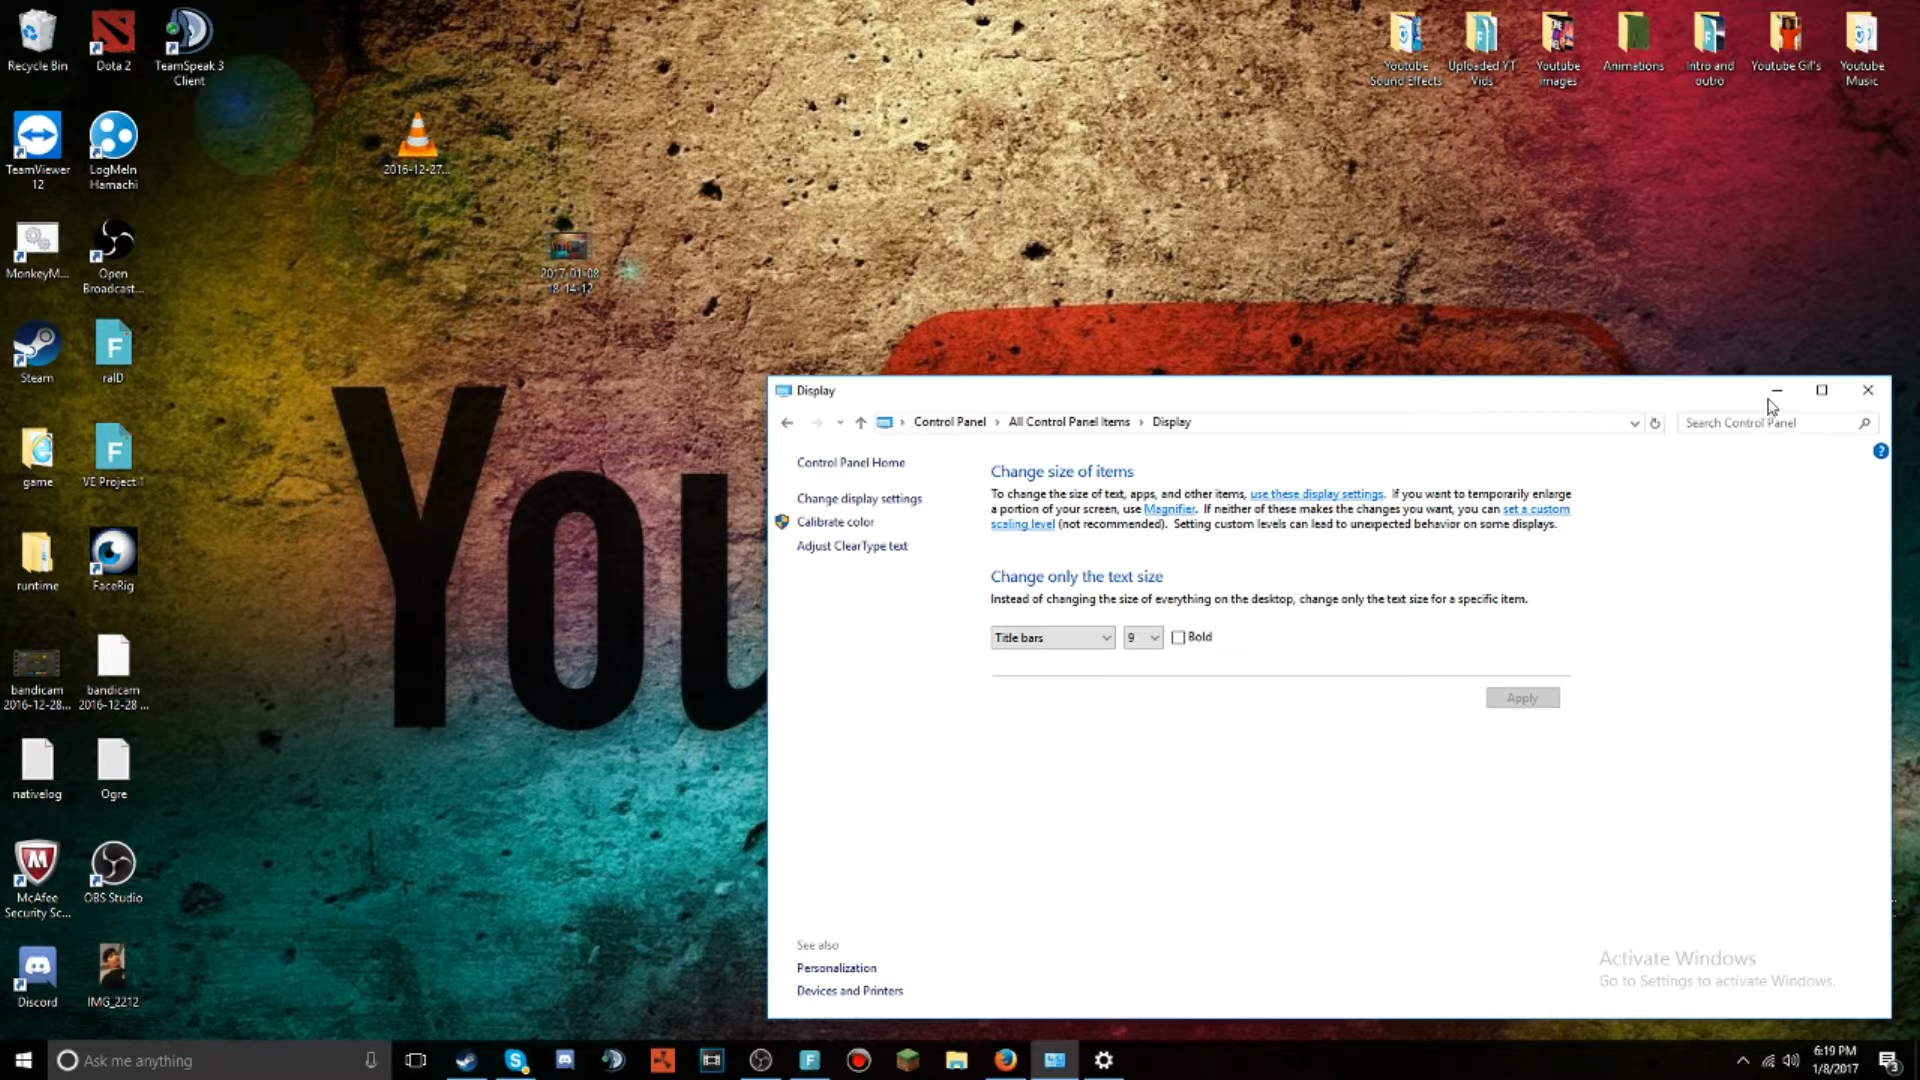 Recycle Bin
Dota 2
TeamSpeak 3
Client
Youtube
Sound Effects
Uploaded YT
Vids
Youtube
images
Animations
Intro and
outro
Youtube Gif's
Youtube
Music
TeamViewer
12
LogMeIn
Hamachi
2016-12-27...
MonkeyM...
Open
Broadcast...
2017-01-08
18-14-12
Steam
raID
game
VE Project 1
runtime
FaceRig
bandicam
2016-12-28...
bandicam
2016-12-28 ...
nativelog
Ogre
McAfee
Security Sc...
OBS Studio
Discord
IMG_2212
You
Display
Control Panel > All Control Panel Items > Display
Search Control Panel
Control Panel Home
Change display settings
Calibrate color
Adjust ClearType text
Change size of items
To change the size of text, apps, and other items, use these display settings. If you want to temporarily enlarge
a portion of your screen, use Magnifier. If neither of these makes the changes you want, you can set a custom
scaling level (not recommended). Setting custom levels can lead to unexpected behavior on some displays.
Change only the text size
Instead of changing the size of everything on the desktop, change only the text size for a specific item.
Title bars
9
Bold
Apply
See also
Personalization
Devices and Printers
Activate Windows
Go to Settings to activate Windows.
Ask me anything
6:19 PM
1/8/2017
3